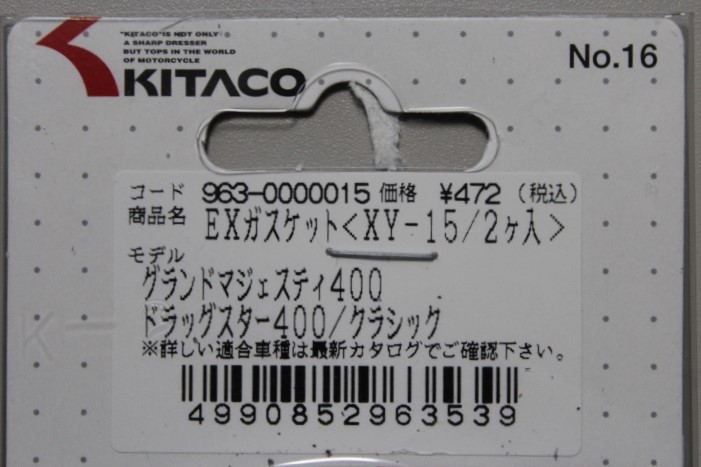 "KITACO"IS NOT ONLY
A SHARP DRESSER
BUT TOPS IN THE WORLD
OF MOTORCYCLE
KITACO
No.16
コード 963-0000015 価格 ¥472 (税込)
商品名 EXガスケット<XY-15/2ヶ入>
モデル
グランドマジェスティ400
ドラッグスター400/クラシック
※詳しい適合車種は最新カタログでご確認下さい。
4990852963539